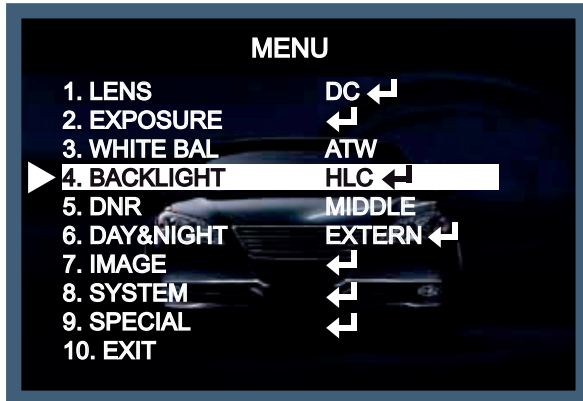 MENU
1. LENS DC ↵
2. EXPOSURE ↵
3. WHITE BAL ATW
4. BACKLIGHT HLC ↵
5. DNR MIDDLE
6. DAY&NIGHT EXTERN ↵
7. IMAGE ↵
8. SYSTEM ↵
9. SPECIAL ↵
10. EXIT